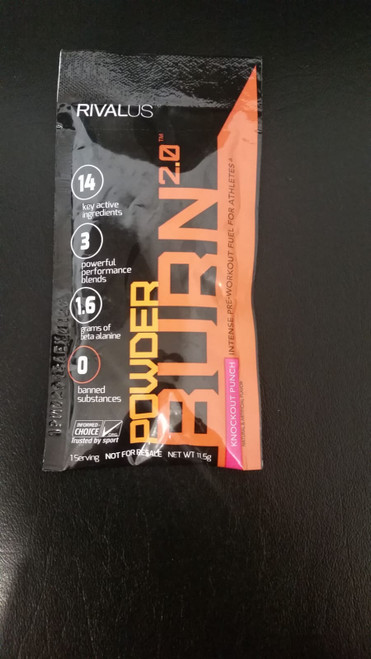 RIVALUS
14
key active
ingredients
3
powerful
performance
blends
1.6
grams of
beta alanine
0
banned
substances
INFORMED
CHOICE
Trusted by sport
1 Serving NOT FOR RESALE NET WT 11.5g
POWDER
BURN 2.0™
INTENSE PRE-WORKOUT FUEL FOR ATHLETES^
KNOCKOUT PUNCH